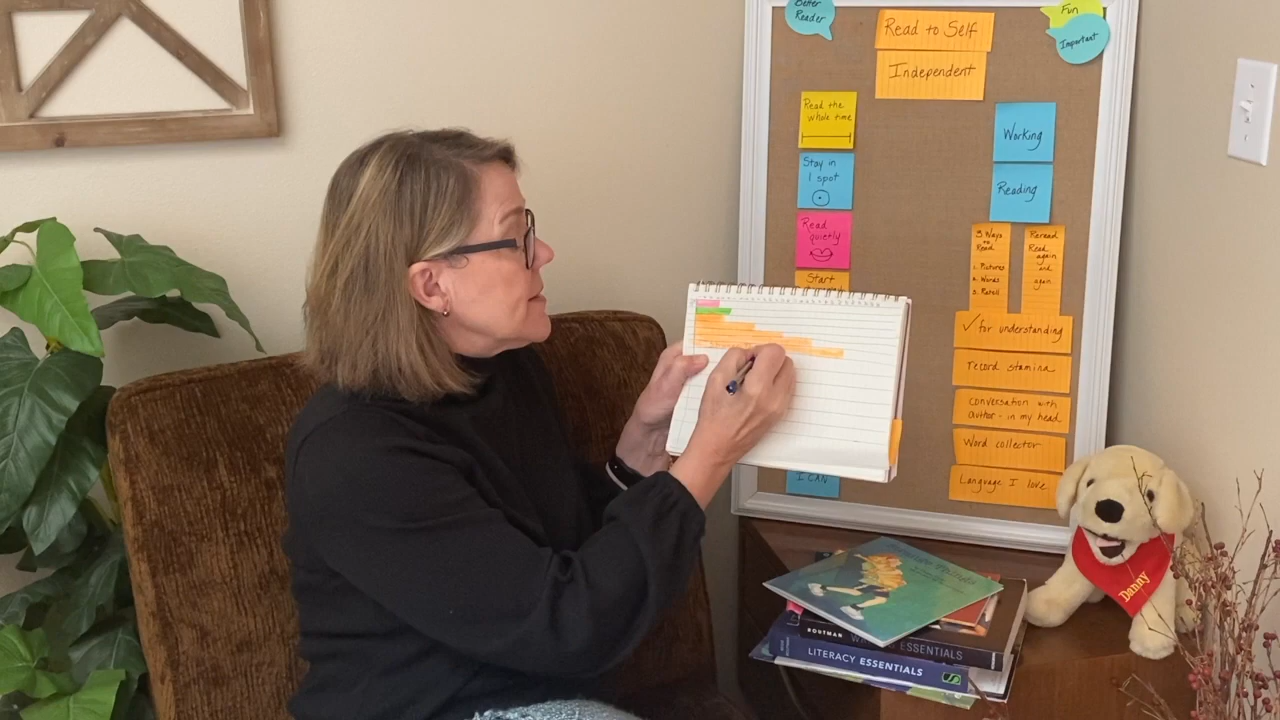 Better
Reader
Read to Self
Independent
Fun
Important
Read the
whole time
Stay in
1 spot
Read
quietly
Start
I CAN
Working
Reading
3 Ways
to
Read
1. Pictures
2. Words
3. Retell
Reread
Read
again
and
again
✓ for understanding
record stamina
conversation with
author - in my head
Word collector
Language I love
ROUTMAN
ESSENTIALS
LITERACY ESSENTIALS
Danny